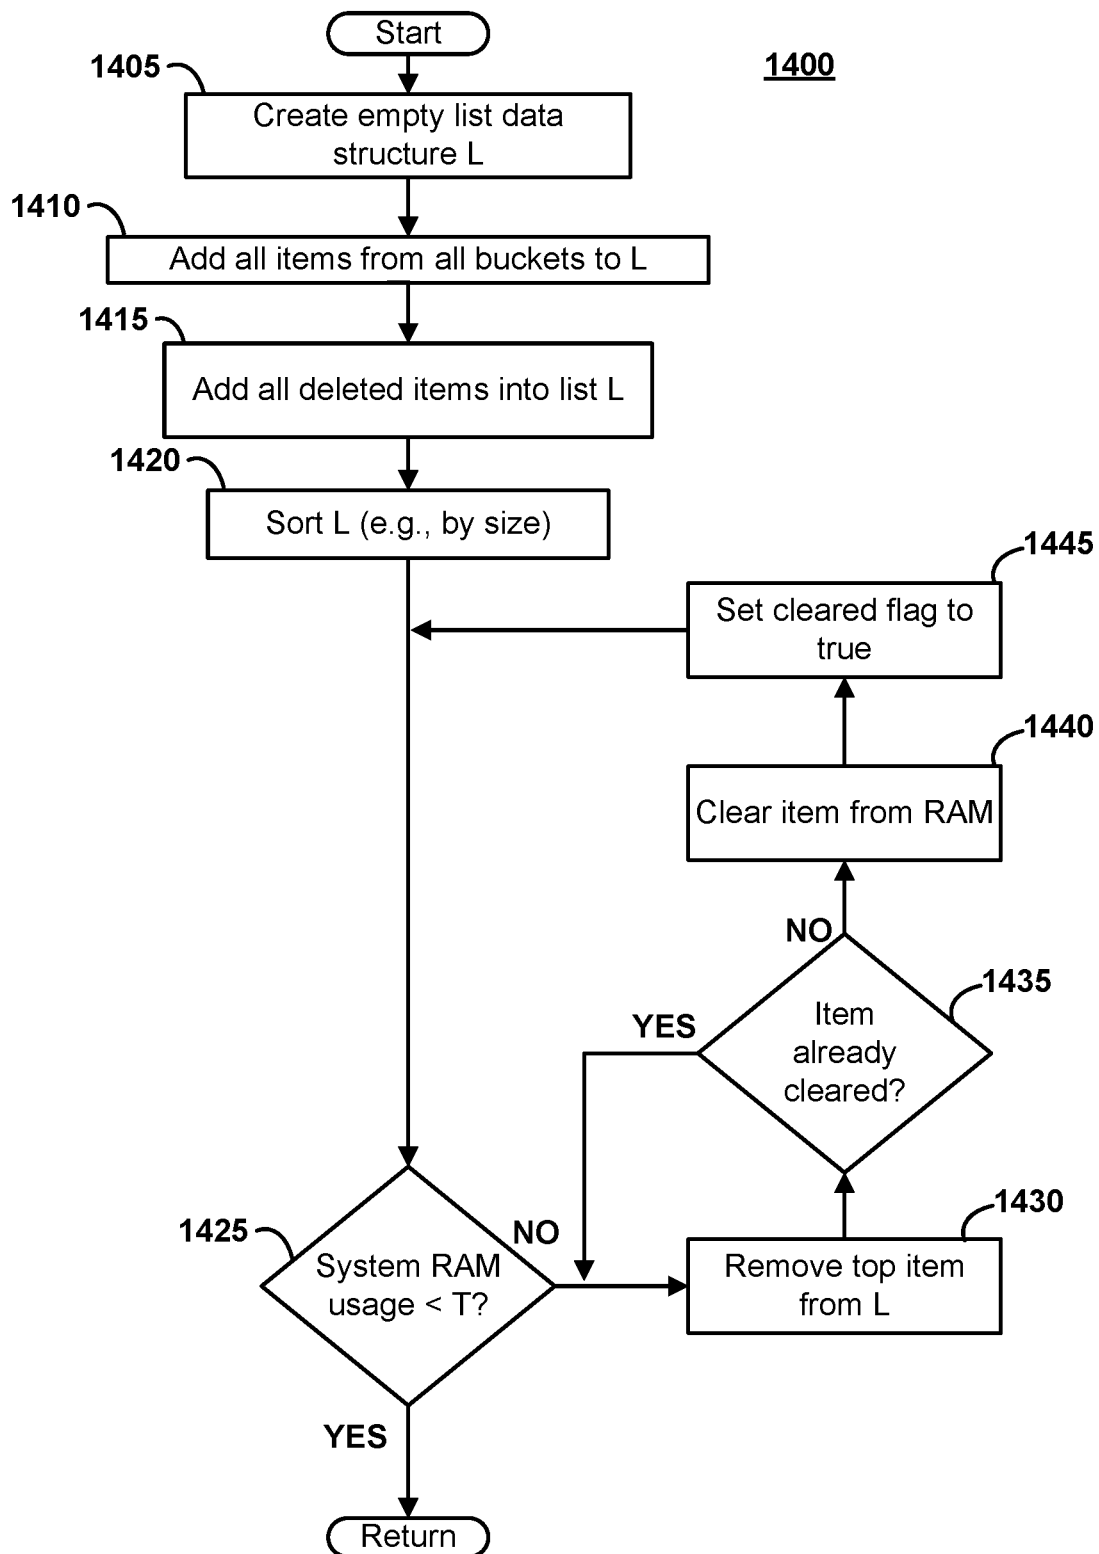 Start
1400
1405
Create empty list data
structure L
1410
Add all items from all buckets to L
1415
Add all deleted items into list L
1420
Sort L (e.g., by size)
1445
Set cleared flag to
true
1440
Clear item from RAM
NO
1435
Item
already
cleared?
YES
1425
System RAM
usage < T?
NO
1430
Remove top item
from L
YES
Return